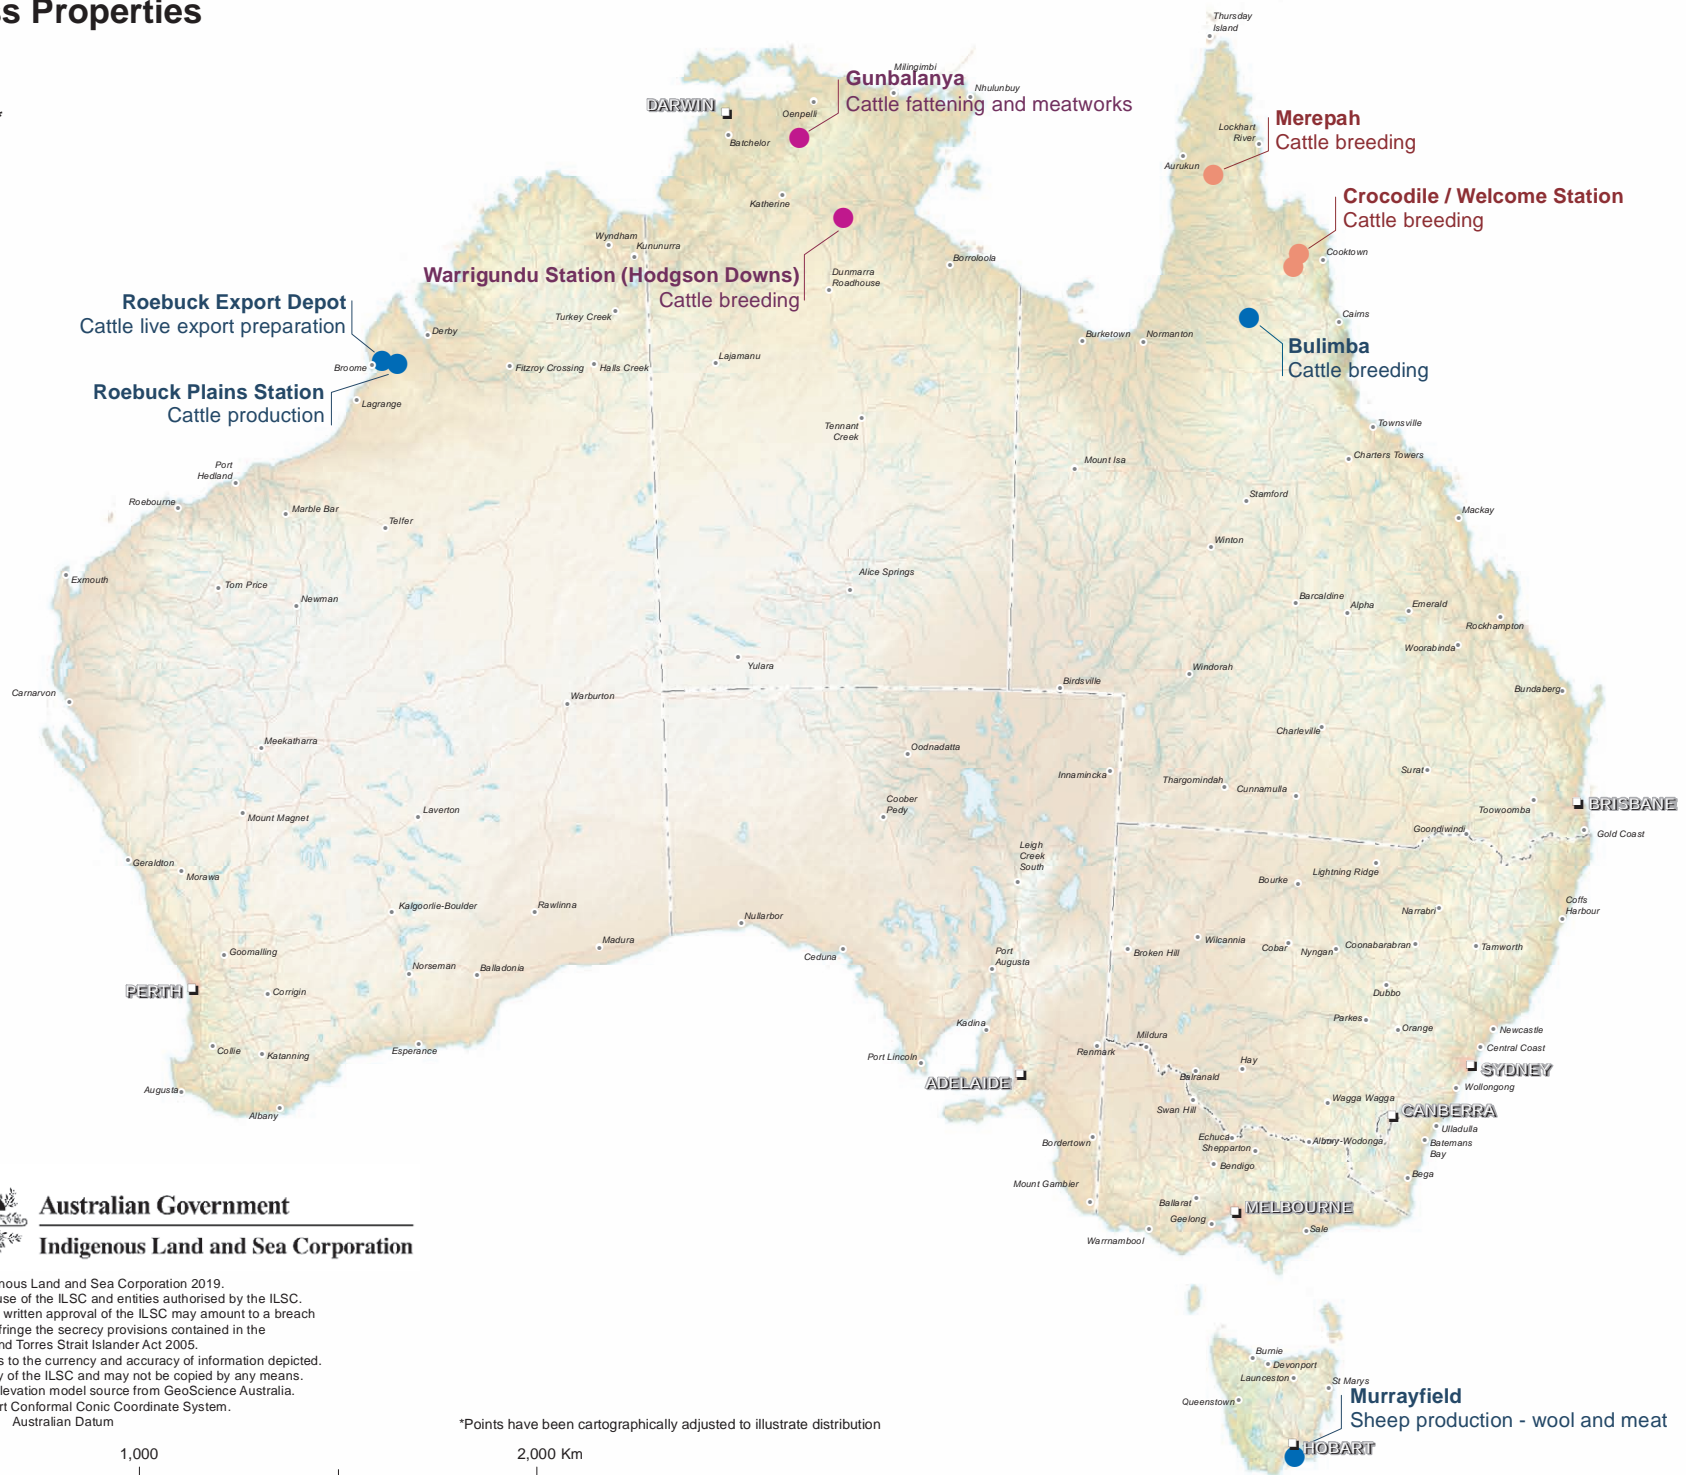 s Properties
*
Thursday
Island
Milingimbi
Nhulunbuy
Gunbalanya
Cattle fattening and meatworks
DARWIN
Oenpelli
Batchelor
Lockhart
River
Merepah
Cattle breeding
Aurukun
Katherine
Crocodile / Welcome Station
Cattle breeding
Wyndham
Kununurra
Cooktown
Borroloola
Warrigundu Station (Hodgson Downs)
Cattle breeding
Dunmarra
Roadhouse
Roebuck Export Depot
Cattle live export preparation
Turkey Creek
Derby
Cairns
Burketown
Normanton
Bulimba
Cattle breeding
Broome
Fitzroy Crossing
Halls Creek
Lajamanu
Roebuck Plains Station
Cattle production
Lagrange
Tennant
Creek
Townsville
Charters Towers
Mount Isa
Port
Hedland
Stamford
Roebourne
Marble Bar
Telfer
Mackay
Winton
Exmouth
Tom Price
Newman
Alice Springs
Barcaldine
Alpha
Emerald
Rockhampton
Woorabinda
Yulara
Windorah
Birdsville
Bundaberg
Carnarvon
Warburton
Charleville
Meekatharra
Oodnadatta
Innamincka
Thargomindah
Cunnamulla
Surat
Coober
Pedy
Toowoomba
BRISBANE
Mount Magnet
Laverton
Goondiwindi
Gold Coast
Leigh
Creek
South
Geraldton
Morawa
Lightning Ridge
Bourke
Kalgoorlie-Boulder
Rawlinna
Nullarbor
Narrabri
Coffs
Harbour
Madura
Wilcannia
Cobar
Nyngan
Coonabarabran
Tamworth
Goomalling
Ceduna
Port
Augusta
Broken Hill
Norseman
Balladonia
PERTH
Corrigin
Dubbo
Parkes
Orange
Newcastle
Kadina
Mildura
Central Coast
Collie
Katanning
Esperance
Port Lincoln
Renmark
Hay
SYDNEY
Augusta
ADELAIDE
Balranald
Wollongong
Albany
Swan Hill
Wagga Wagga
CANBERRA
Ulladulla
Bordertown
Echuca
Shepparton
Albury-Wodonga
Batemans
Bay
Bendigo
Bega
Mount Gambier
Ballarat
Geelong
MELBOURNE
Sale
Warrnambool
Australian Government
Indigenous Land and Sea Corporation
nous Land and Sea Corporation 2019.
use of the ILSC and entities authorised by the ILSC.
written approval of the ILSC may amount to a breach
fringe the secrecy provisions contained in the
nd Torres Strait Islander Act 2005.
s to the currency and accuracy of information depicted.
y of the ILSC and may not be copied by any means.
levation model source from GeoScience Australia.
rt Conformal Conic Coordinate System.
Australian Datum
Burnie
Devonport
Launceston
St Marys
Queenstown
Murrayfield
Sheep production - wool and meat
HOBART
*Points have been cartographically adjusted to illustrate distribution
1,000
2,000 Km